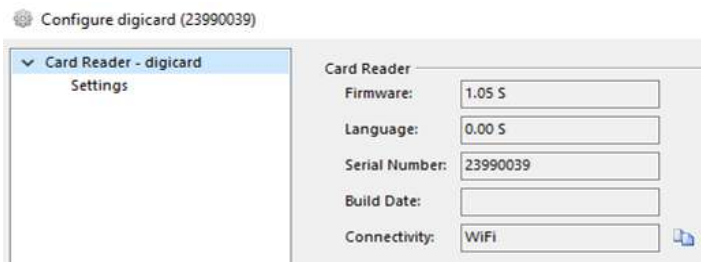 Configure digicard (23990039)
Card Reader - digicard
Settings
Card Reader
Firmware: 1.05 S
Language: 0.00 S
Serial Number: 23990039
Build Date:
Connectivity: WiFi